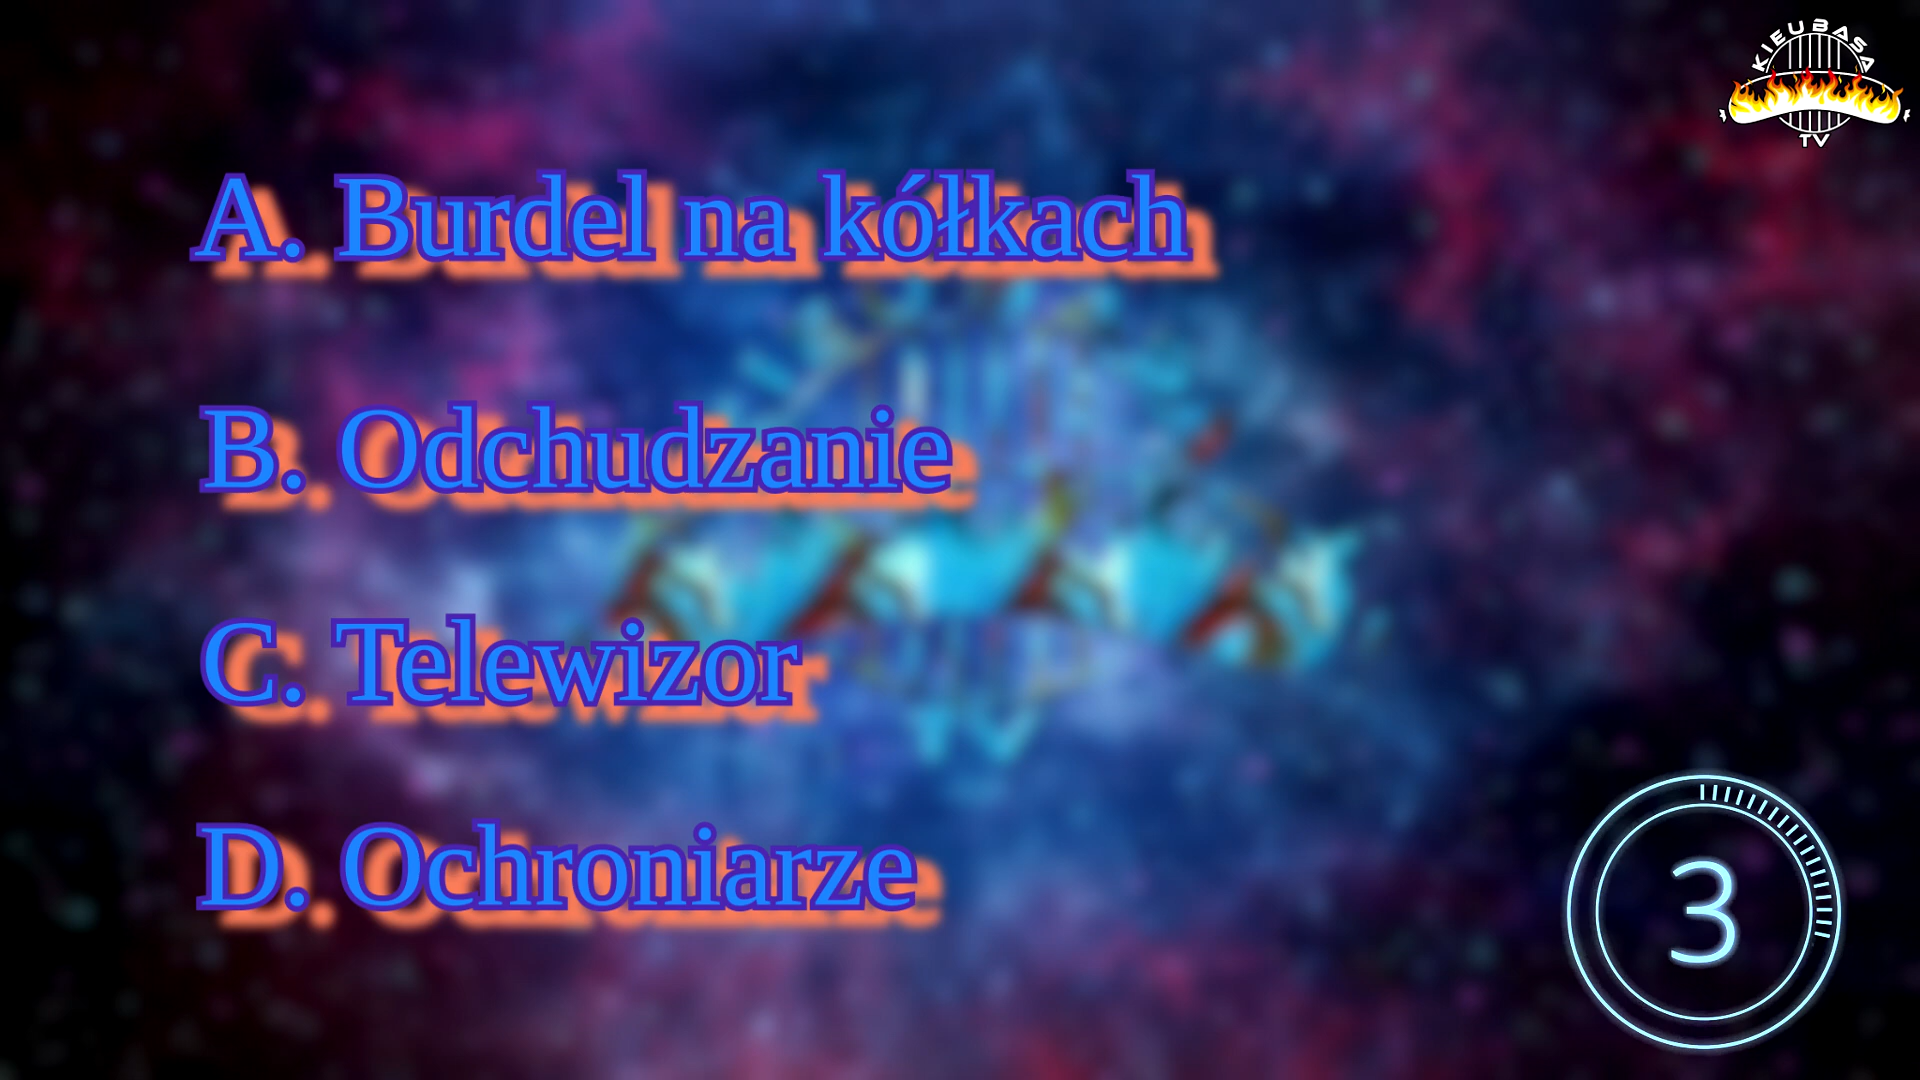 KIEUBASA
TV
A. Burdel na kółkach
B. Odchudzanie
C. Telewizor
D. Ochroniarze
3